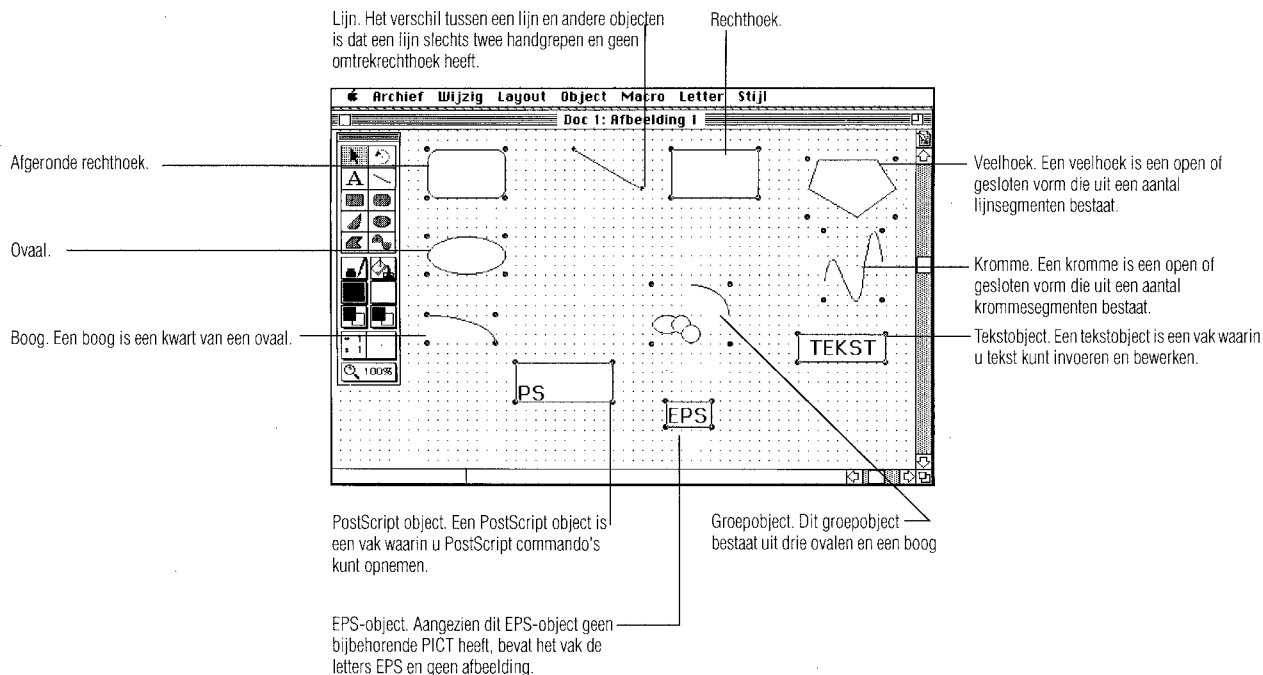 Lijn. Het verschil tussen een lijn en andere objecten
is dat een lijn slechts twee handgrepen en geen
omtrekrechthoek heeft.
Rechthoek.
Archief Wijzig Layout Object Macro Letter Stijl
Doc 1: Afbeelding 1
Afgeronde rechthoek.
A
Veelhoek. Een veelhoek is een open of
gesloten vorm die uit een aantal
lijnsegmenten bestaat.
Ovaal.
Kromme. Een kromme is een open of
gesloten vorm die uit een aantal
krommesegmenten bestaat.
Boog. Een boog is een kwart van een ovaal.
TEKST
Tekstobject. Een tekstobject is een vak waarin
u tekst kunt invoeren en bewerken.
100%
PS
EPS
PostScript object. Een PostScript object is
een vak waarin u PostScript commando's
kunt opnemen.
Groepobject. Dit groepobject
bestaat uit drie ovalen en een boog
EPS-object. Aangezien dit EPS-object geen
bijbehorende PICT heeft, bevat het vak de
letters EPS en geen afbeelding.